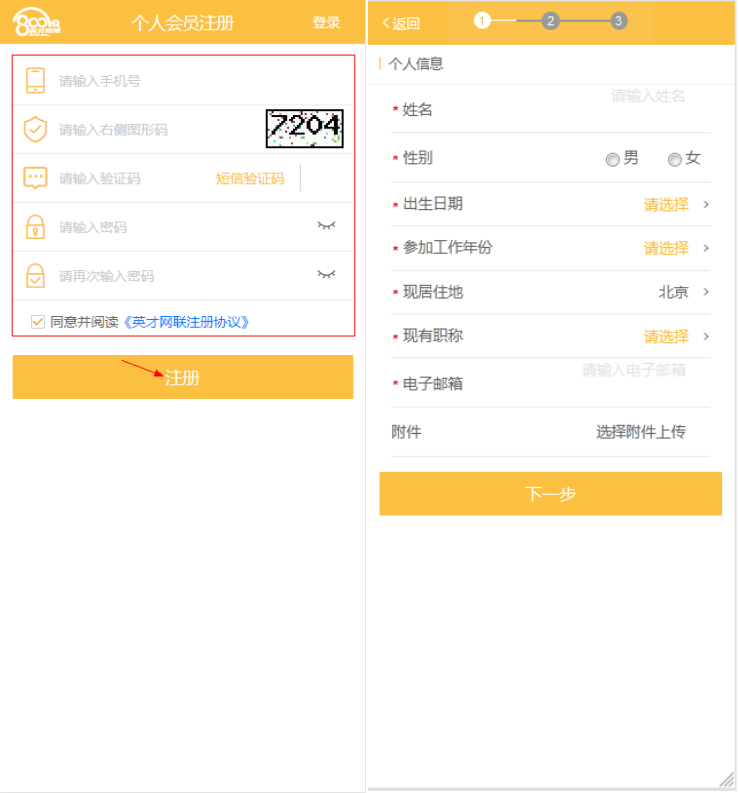 800HR
英才网联
个人会员注册
登录
请输入手机号
请输入右侧图形码
7204
请输入验证码
短信验证码
请输入密码
请再次输入密码
同意并阅读《英才网联注册协议》
注册
返回
1
2
3
个人信息
*姓名
请输入姓名
*性别
男
女
*出生日期
请选择
*参加工作年份
请选择
*现居住地
北京
*现有职称
请选择
*电子邮箱
请输入电子邮箱
附件
选择附件上传
下一步